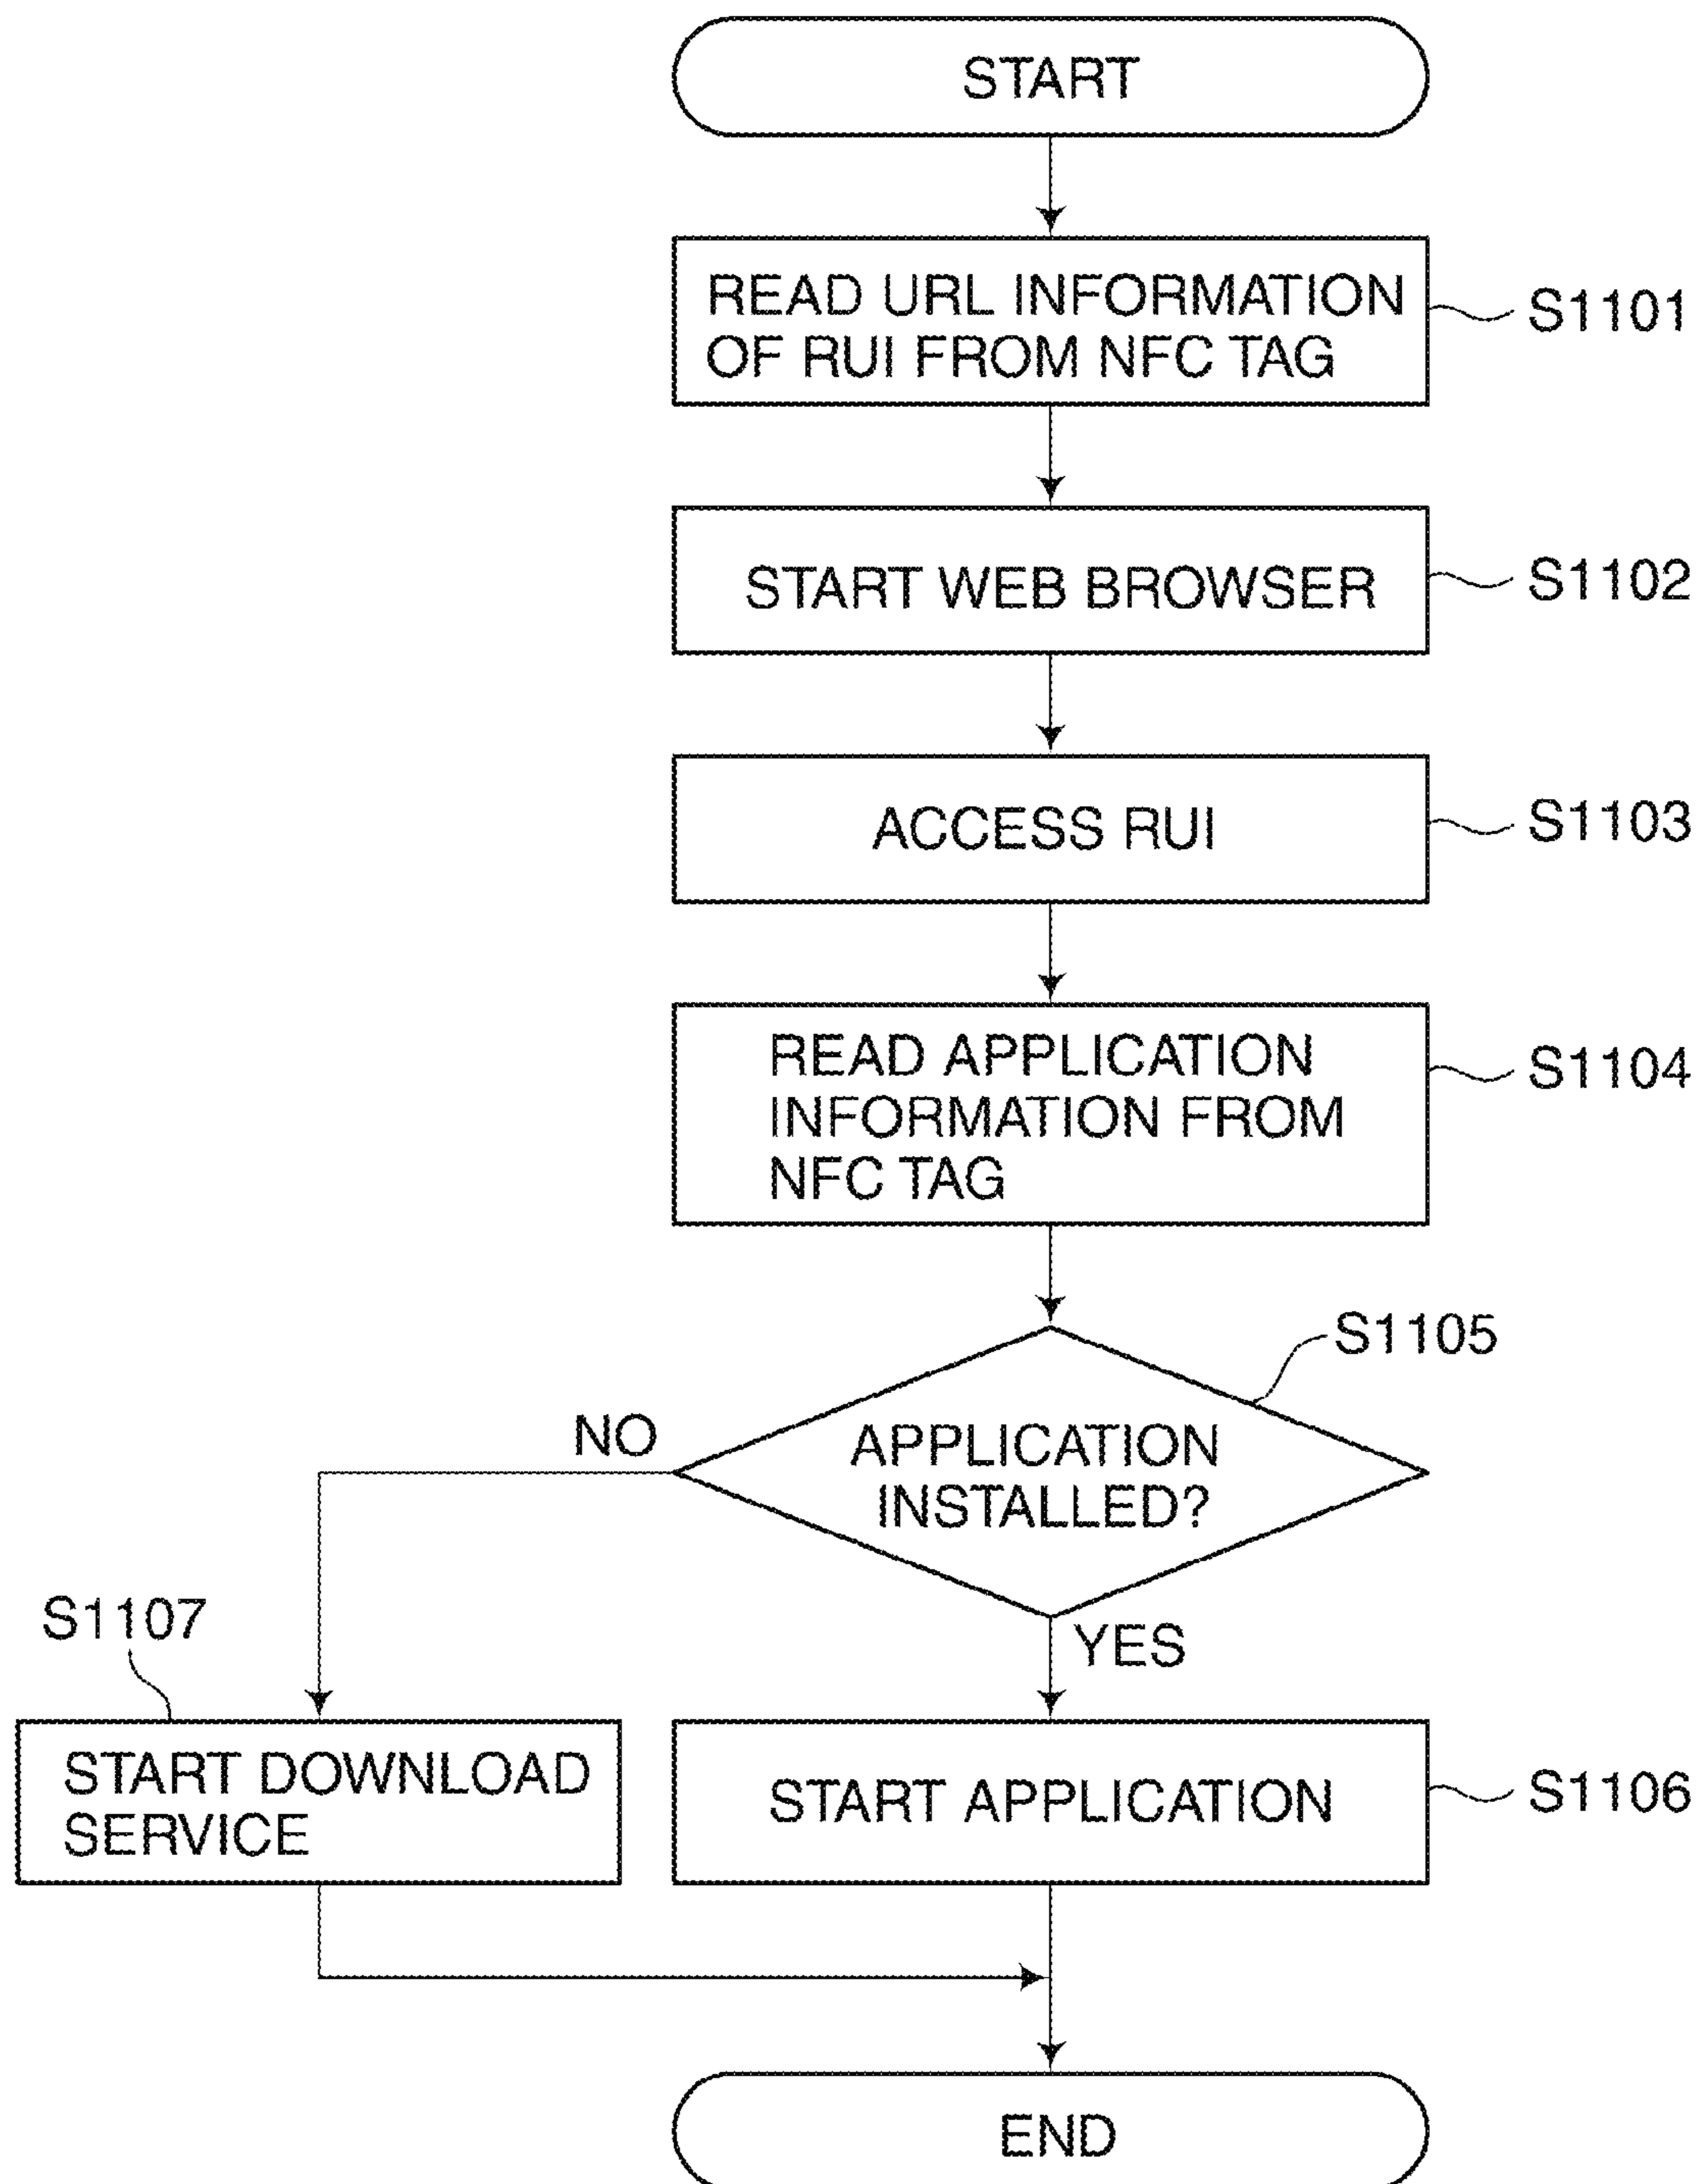 START
READ URL INFORMATION
OF RUI FROM NFC TAG
S1101
START WEB BROWSER
S1102
ACCESS RUI
S1103
READ APPLICATION
INFORMATION FROM
NFC TAG
S1104
S1105
APPLICATION
INSTALLED?
NO
YES
S1107
START DOWNLOAD
SERVICE
START APPLICATION
S1106
END